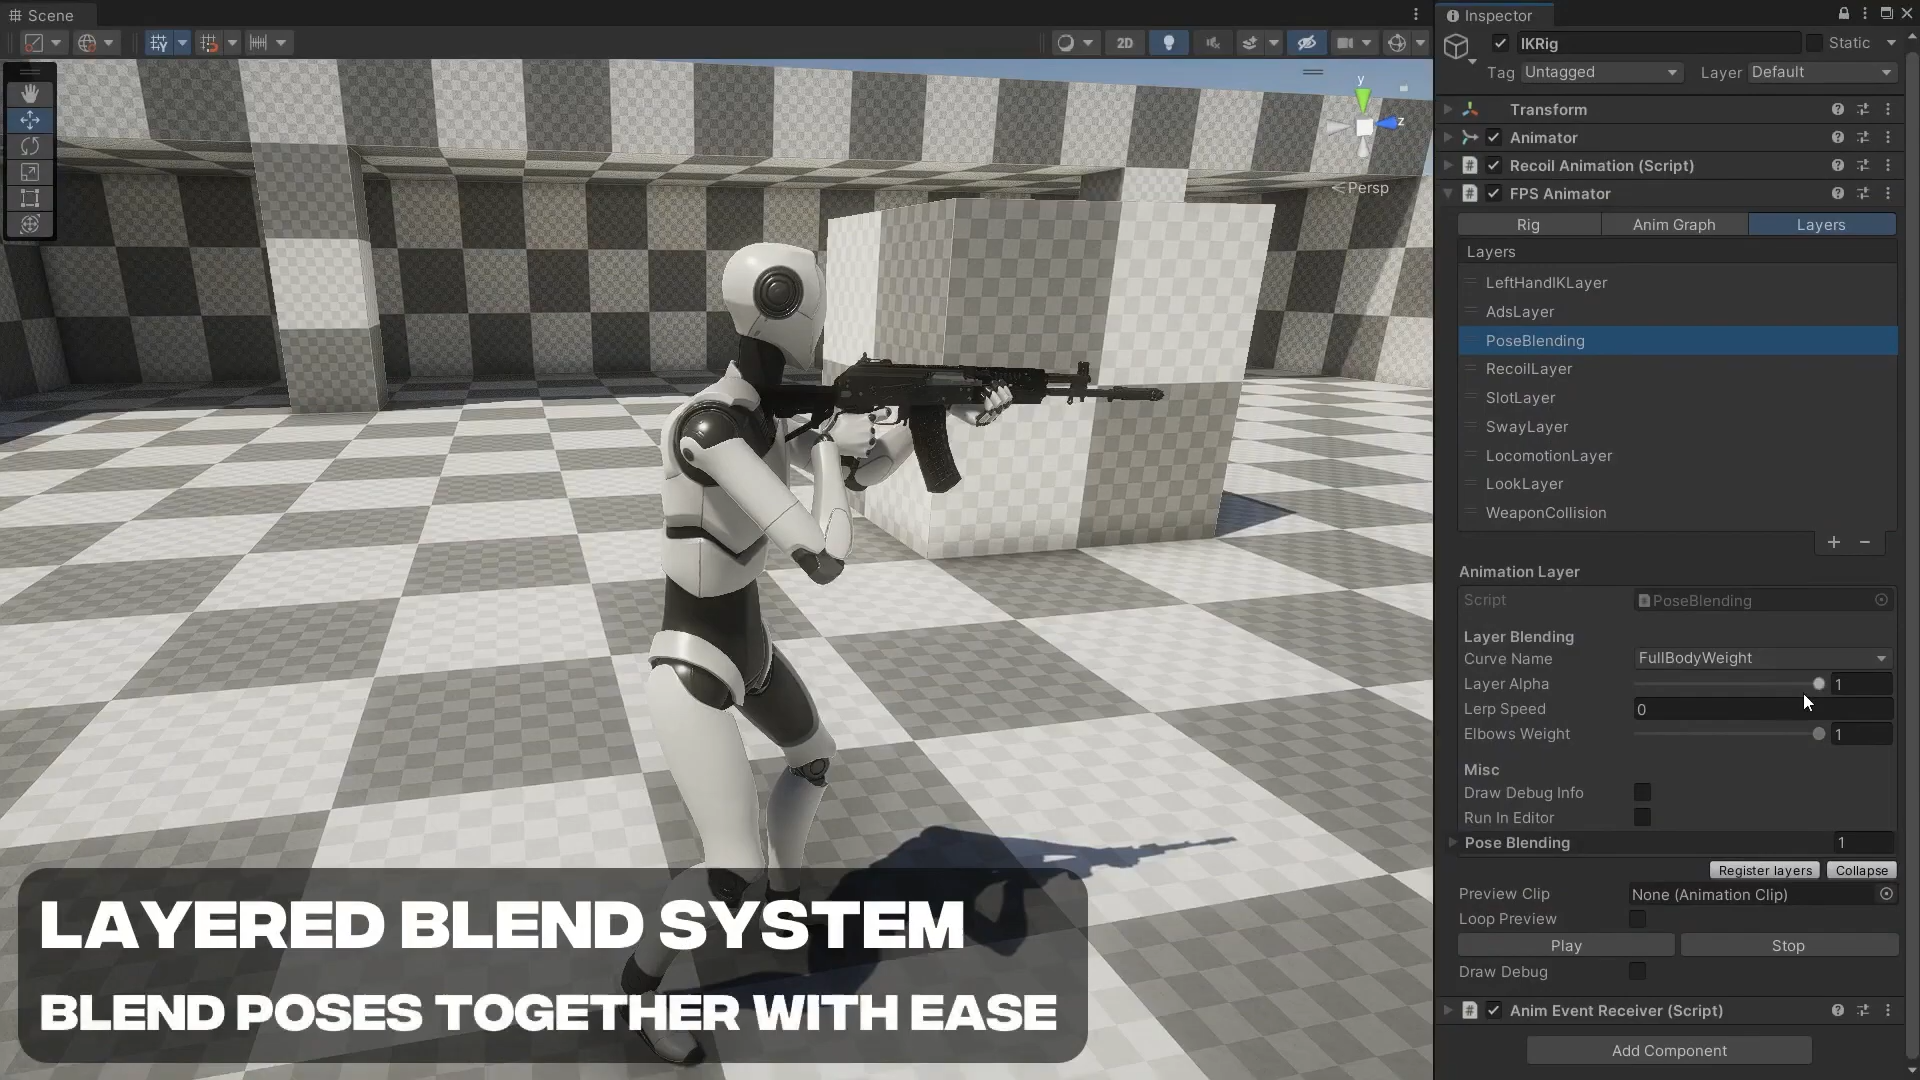 Scene
2D
y
z
Persp
LAYERED BLEND SYSTEM
BLEND POSES TOGETHER WITH EASE
Inspector
IKRig
Static
Tag Untagged Layer Default
Transform
Animator
Recoil Animation (Script)
FPS Animator
Rig Anim Graph Layers
Layers
LeftHandIKLayer
AdsLayer
PoseBlending
RecoilLayer
SlotLayer
SwayLayer
LocomotionLayer
LookLayer
WeaponCollision
Animation Layer
Script PoseBlending
Layer Blending
Curve Name FullBodyWeight
Layer Alpha 1
Lerp Speed 0
Elbows Weight 1
Misc
Draw Debug Info
Run In Editor
Pose Blending 1
Register layers Collapse
Preview Clip None (Animation Clip)
Loop Preview
Play Stop
Draw Debug
Anim Event Receiver (Script)
Add Component